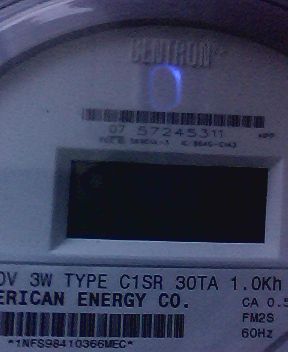 CENTRON
07 57245311
0V 3W TYPE C1SR 30TA 1.0Kh
ERICAN ENERGY CO.
CA 0.5
FM2S
*1NFS98410366MEC*
60Hz